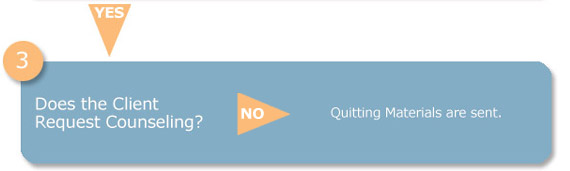 YES
3
Does the Client
Request Counseling?
NO
Quitting Materials are sent.